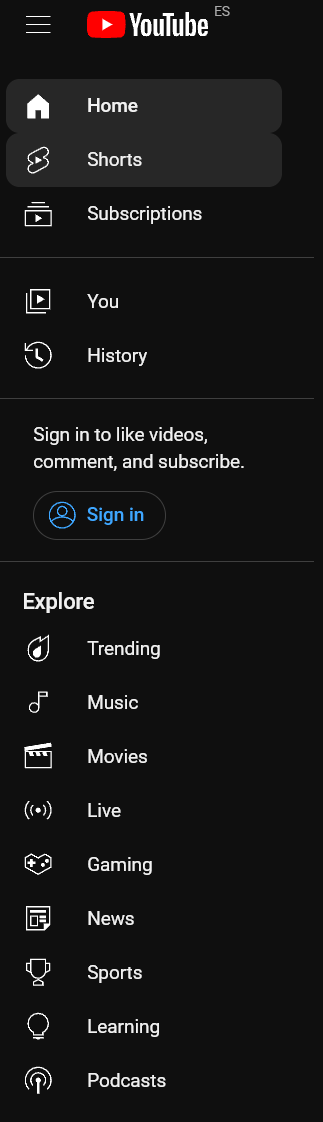 YouTube ES
Home
Shorts
Subscriptions
You
History
Sign in to like videos,
comment, and subscribe.
Sign in
Explore
Trending
Music
Movies
Live
Gaming
News
Sports
Learning
Podcasts